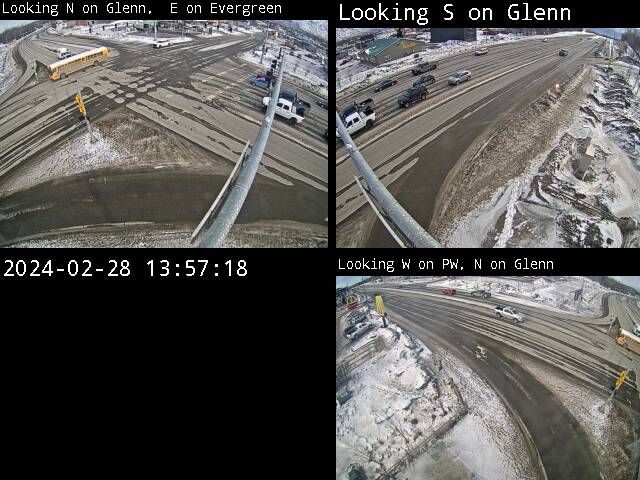 Looking N on Glenn,  E on Evergreen
Looking S on Glenn
2024-02-28 13:57:18
Looking W on PW, N on Glenn